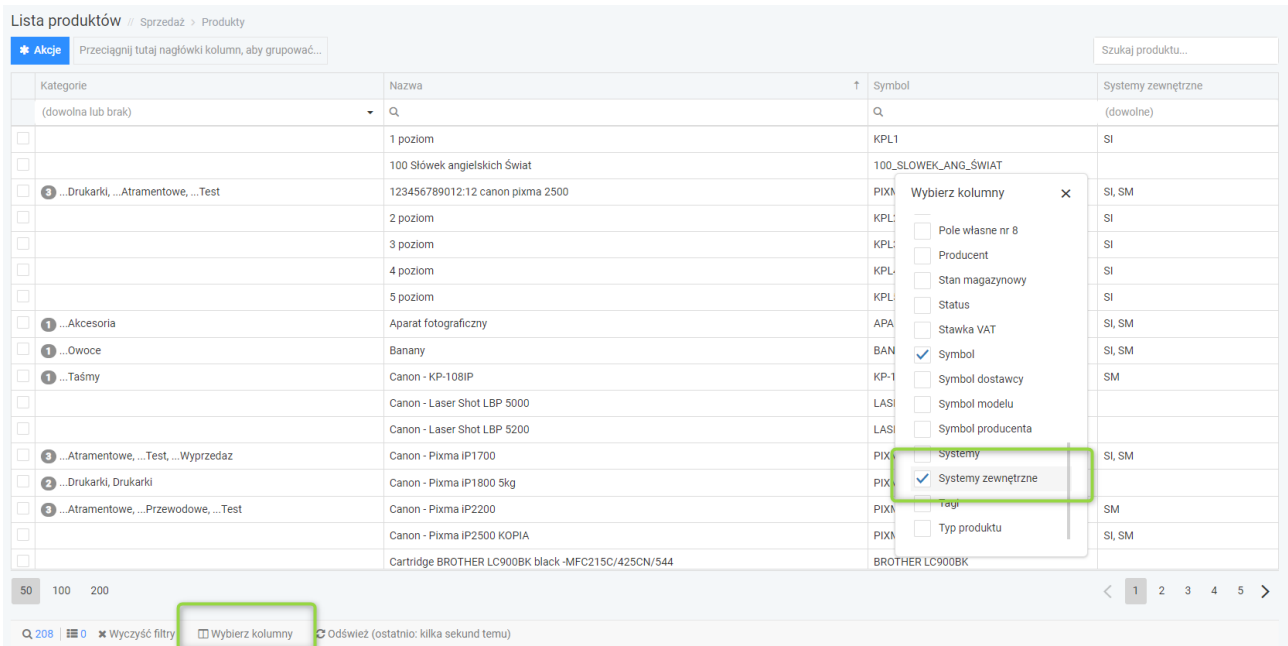 Lista produktów // Sprzedaż > Produkty
Akcje Przeciągnij tutaj nagłówki kolumn, aby grupować... Szukaj produktu...
Kategorie Nazwa ↑ Symbol Systemy zewnętrzne
(dowolna lub brak) (dowolne)
1 poziom KPL1 SI
100 Słówek angielskich Świat 100_SLOWEK_ANG_ŚWIAT
3 ...Drukarki, ...Atramentowe, ...Test 123456789012:12 canon pixma 2500 SI, SM
2 poziom SI
3 poziom SI
4 poziom SI
5 poziom SI
1 ...Akcesoria Aparat fotograficzny APA SI, SM
1 ...Owoce Banany BAN SI, SM
1 ...Taśmy Canon - KP-108IP KP-1 SM
Canon - Laser Shot LBP 5000 LAS
Canon - Laser Shot LBP 5200 LAS
3 ...Atramentowe, ...Test, ...Wyprzedaz Canon - Pixma iP1700 SI, SM
2 ...Drukarki, Drukarki Canon - Pixma iP1800 5kg
3 ...Atramentowe, ...Przewodowe, ...Test Canon - Pixma iP2200 SM
Canon - Pixma iP2500 KOPIA SI, SM
Cartridge BROTHER LC900BK black -MFC215C/425CN/544 BROTHER LC900BK
Wybierz kolumny ×
Pole własne nr 8
Producent
Stan magazynowy
Status
Stawka VAT
Symbol
Symbol dostawcy
Symbol modelu
Symbol producenta
Systemy
Systemy zewnętrzne
Tagi
Typ produktu
50 100 200 1 2 3 4 5
208 0 Wyczyść filtry Wybierz kolumny Odśwież (ostatnio: kilka sekund temu)